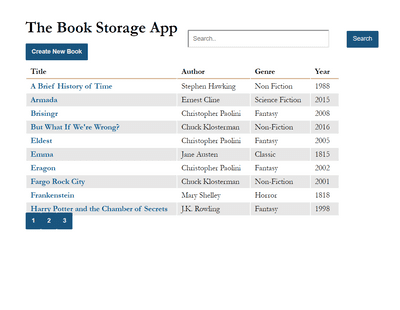 The Book Storage App
Search..
Search
Create New Book
Title Author Genre Year
A Brief History of Time Stephen Hawking Non Fiction 1988
Armada Ernest Cline Science Fiction 2015
Brisingr Christopher Paolini Fantasy 2008
But What If We're Wrong? Chuck Klosterman Non-Fiction 2016
Eldest Christopher Paolini Fantasy 2005
Emma Jane Austen Classic 1815
Eragon Christopher Paolini Fantasy 2002
Fargo Rock City Chuck Klosterman Non-Fiction 2001
Frankenstein Mary Shelley Horror 1818
Harry Potter and the Chamber of Secrets J.K. Rowling Fantasy 1998
1 2 3